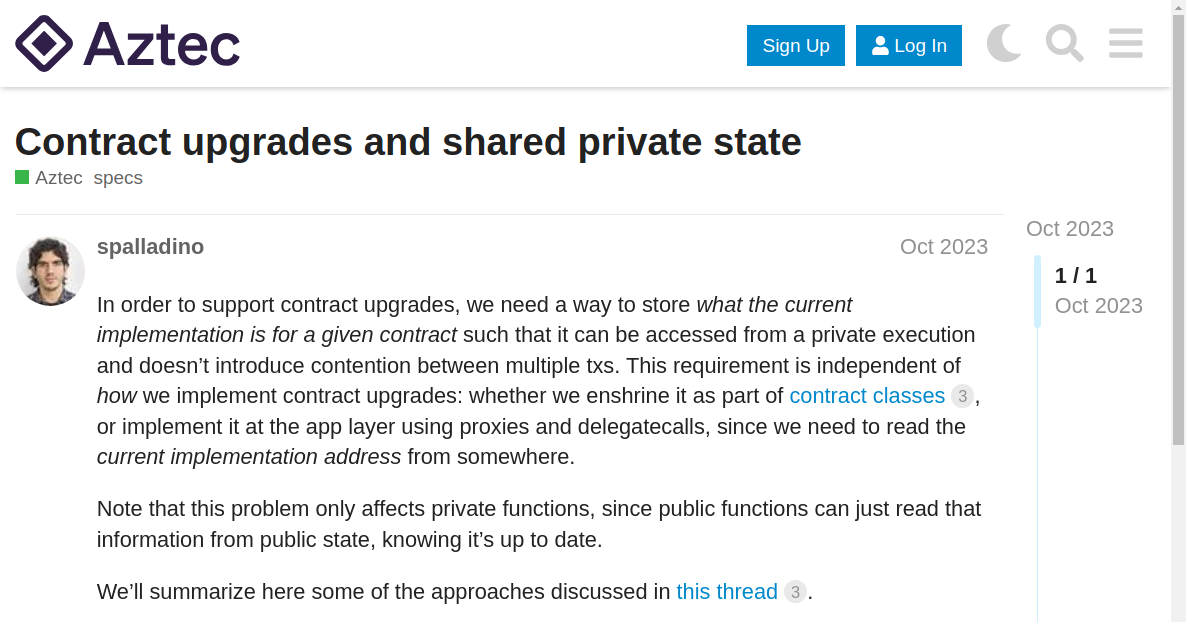 Aztec
Sign Up
Log In
Contract upgrades and shared private state
Aztec specs
spalladino
Oct 2023
Oct 2023
1 / 1
Oct 2023
In order to support contract upgrades, we need a way to store what the current
implementation is for a given contract such that it can be accessed from a private execution
and doesn’t introduce contention between multiple txs. This requirement is independent of
how we implement contract upgrades: whether we enshrine it as part of contract classes 3 ,
or implement it at the app layer using proxies and delegatecalls, since we need to read the
current implementation address from somewhere.
Note that this problem only affects private functions, since public functions can just read that
information from public state, knowing it’s up to date.
We’ll summarize here some of the approaches discussed in this thread 3 .